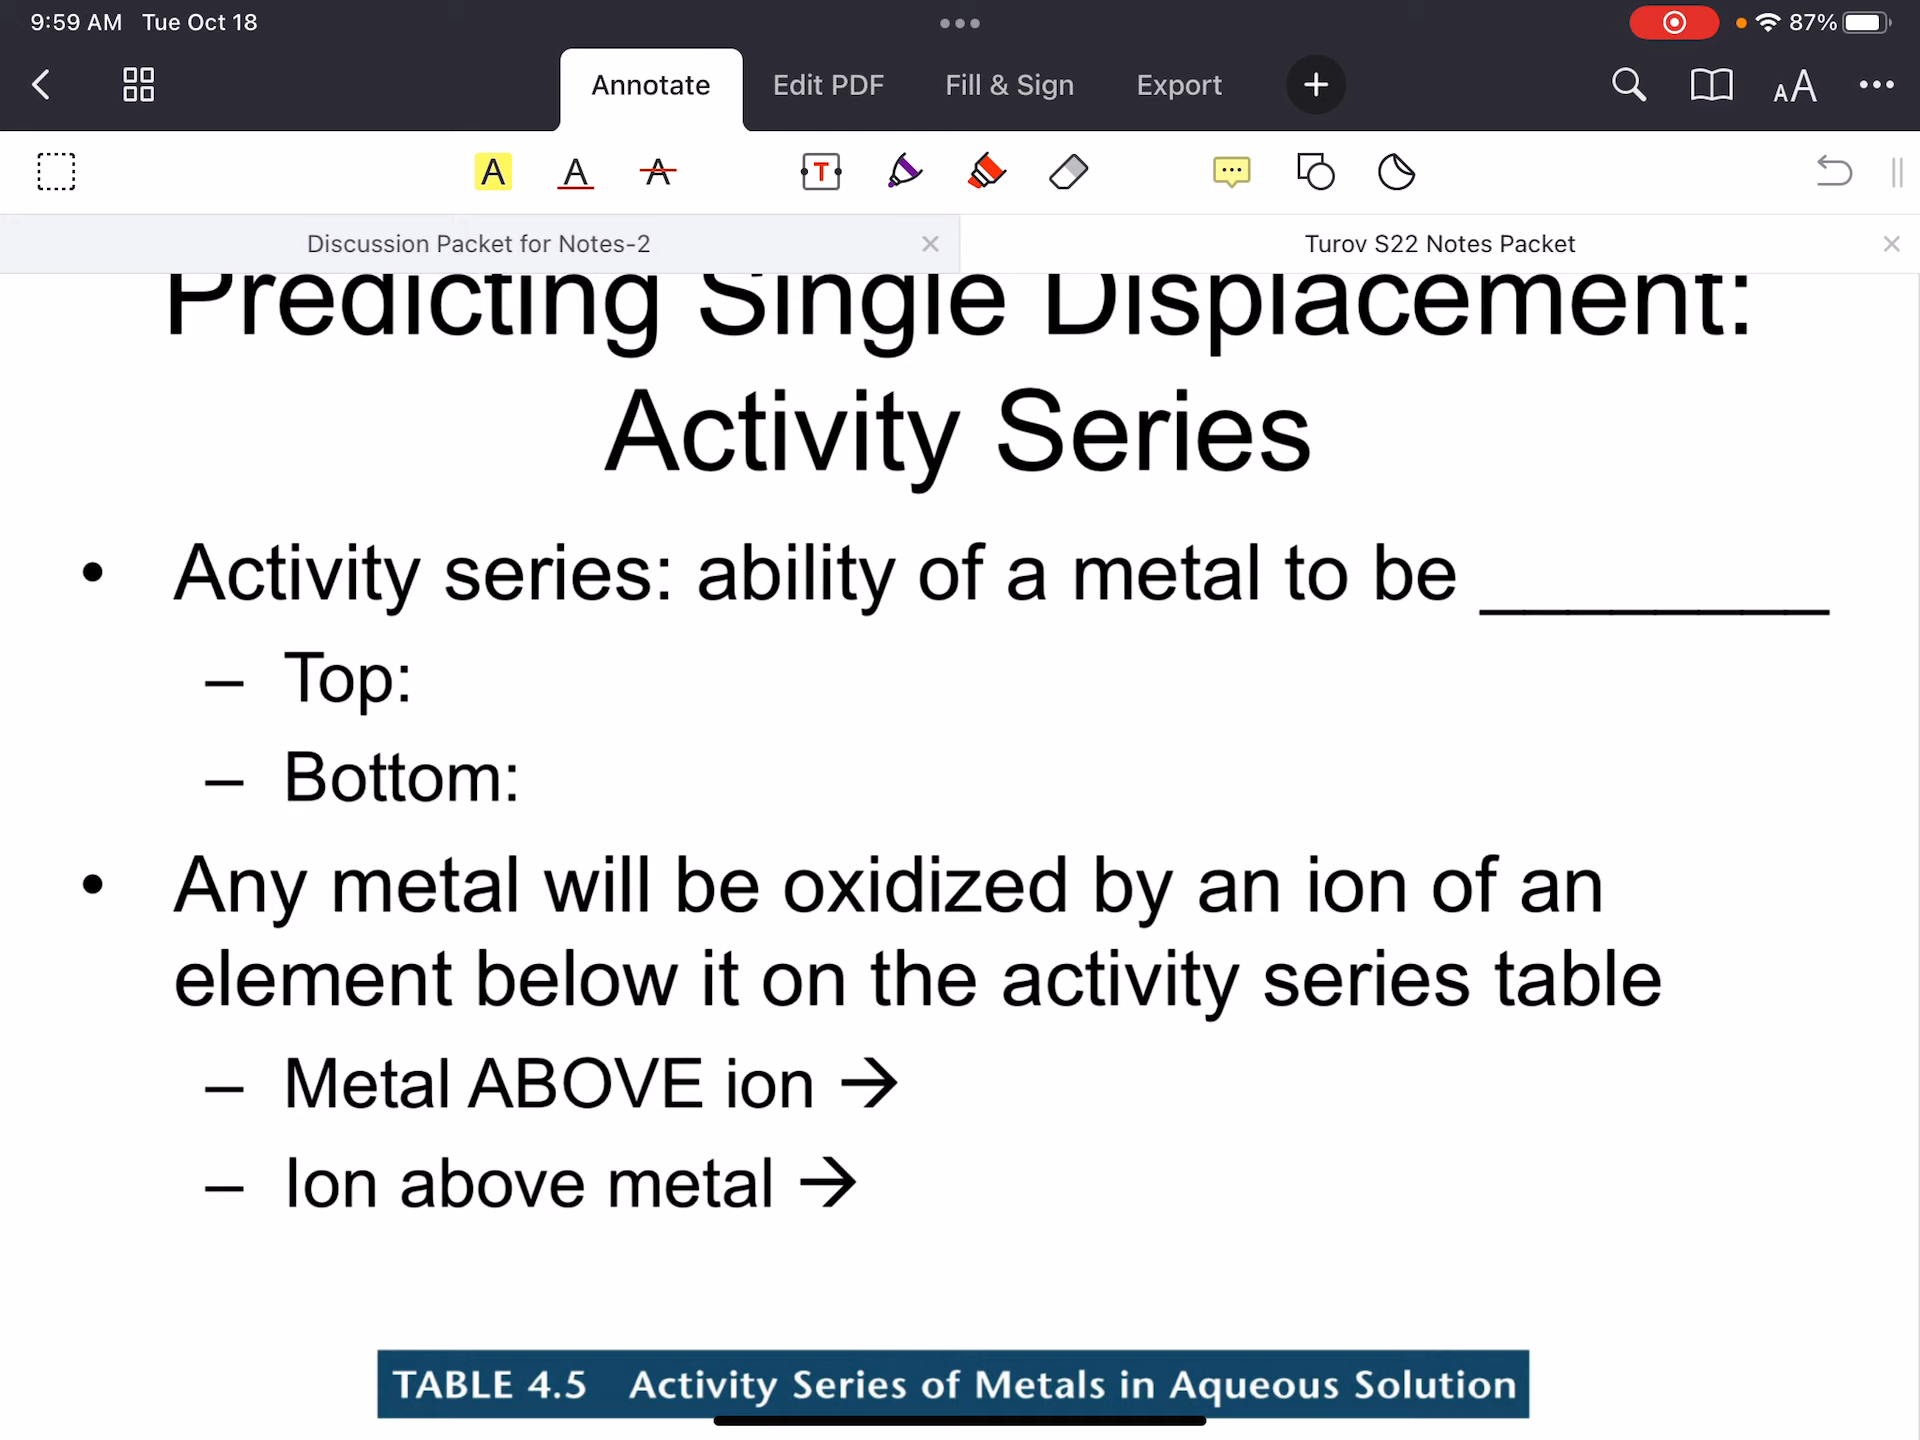 9:59 AM Tue Oct 18
87%
Annotate Edit PDF Fill & Sign Export
AA
A A A T
Discussion Packet for Notes-2
Turov S22 Notes Packet
Predicting Single Displacement:
Activity Series
• Activity series: ability of a metal to be ________
– Top:
– Bottom:
• Any metal will be oxidized by an ion of an
element below it on the activity series table
– Metal ABOVE ion →
– Ion above metal →
TABLE 4.5 Activity Series of Metals in Aqueous Solution